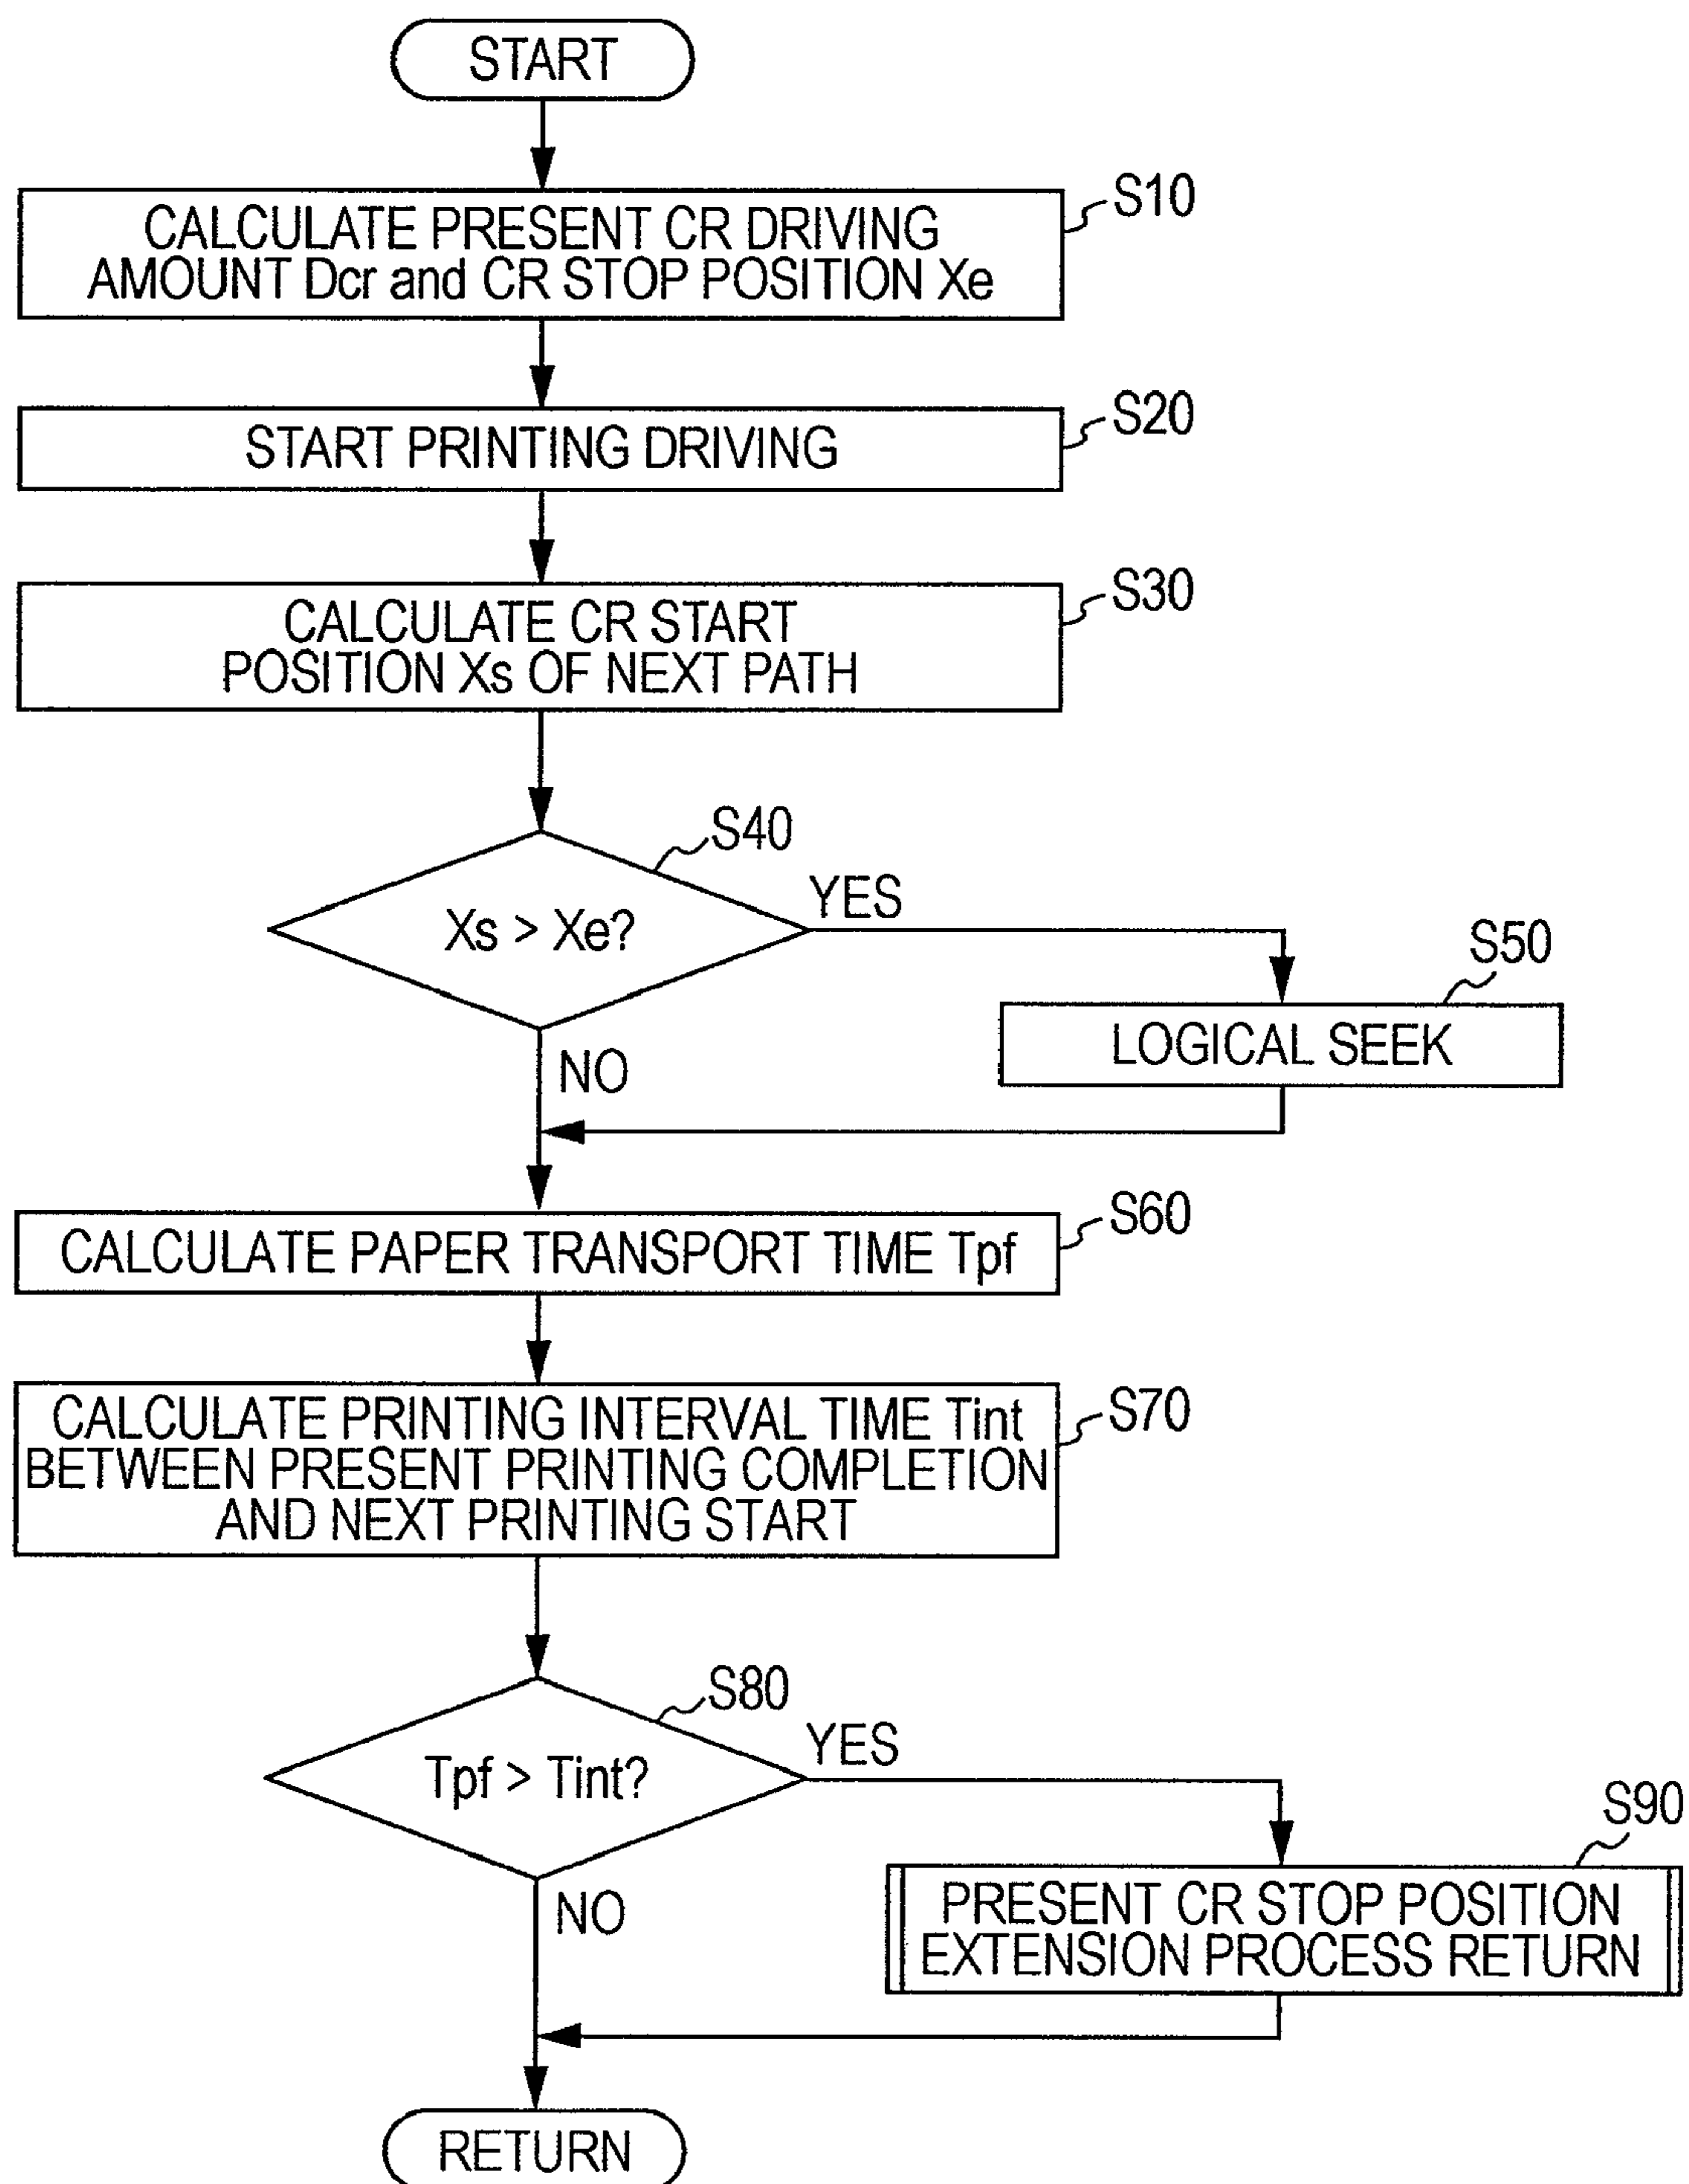 START
S10
CALCULATE PRESENT CR DRIVING
AMOUNT Dcr and CR STOP POSITION Xe
S20
START PRINTING DRIVING
S30
CALCULATE CR START
POSITION Xs OF NEXT PATH
S40
Xs > Xe?
YES
S50
LOGICAL SEEK
NO
S60
CALCULATE PAPER TRANSPORT TIME Tpf
S70
CALCULATE PRINTING INTERVAL TIME Tint
BETWEEN PRESENT PRINTING COMPLETION
AND NEXT PRINTING START
S80
Tpf > Tint?
YES
S90
PRESENT CR STOP POSITION
EXTENSION PROCESS RETURN
NO
RETURN